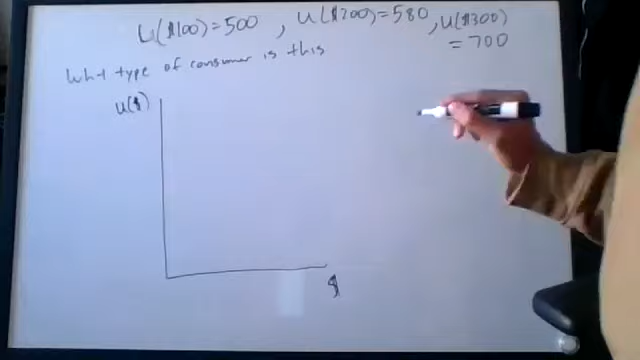 u($100)=500 , u($200)=580 , u($300)
=700
What type of consumer is this
u($)
$